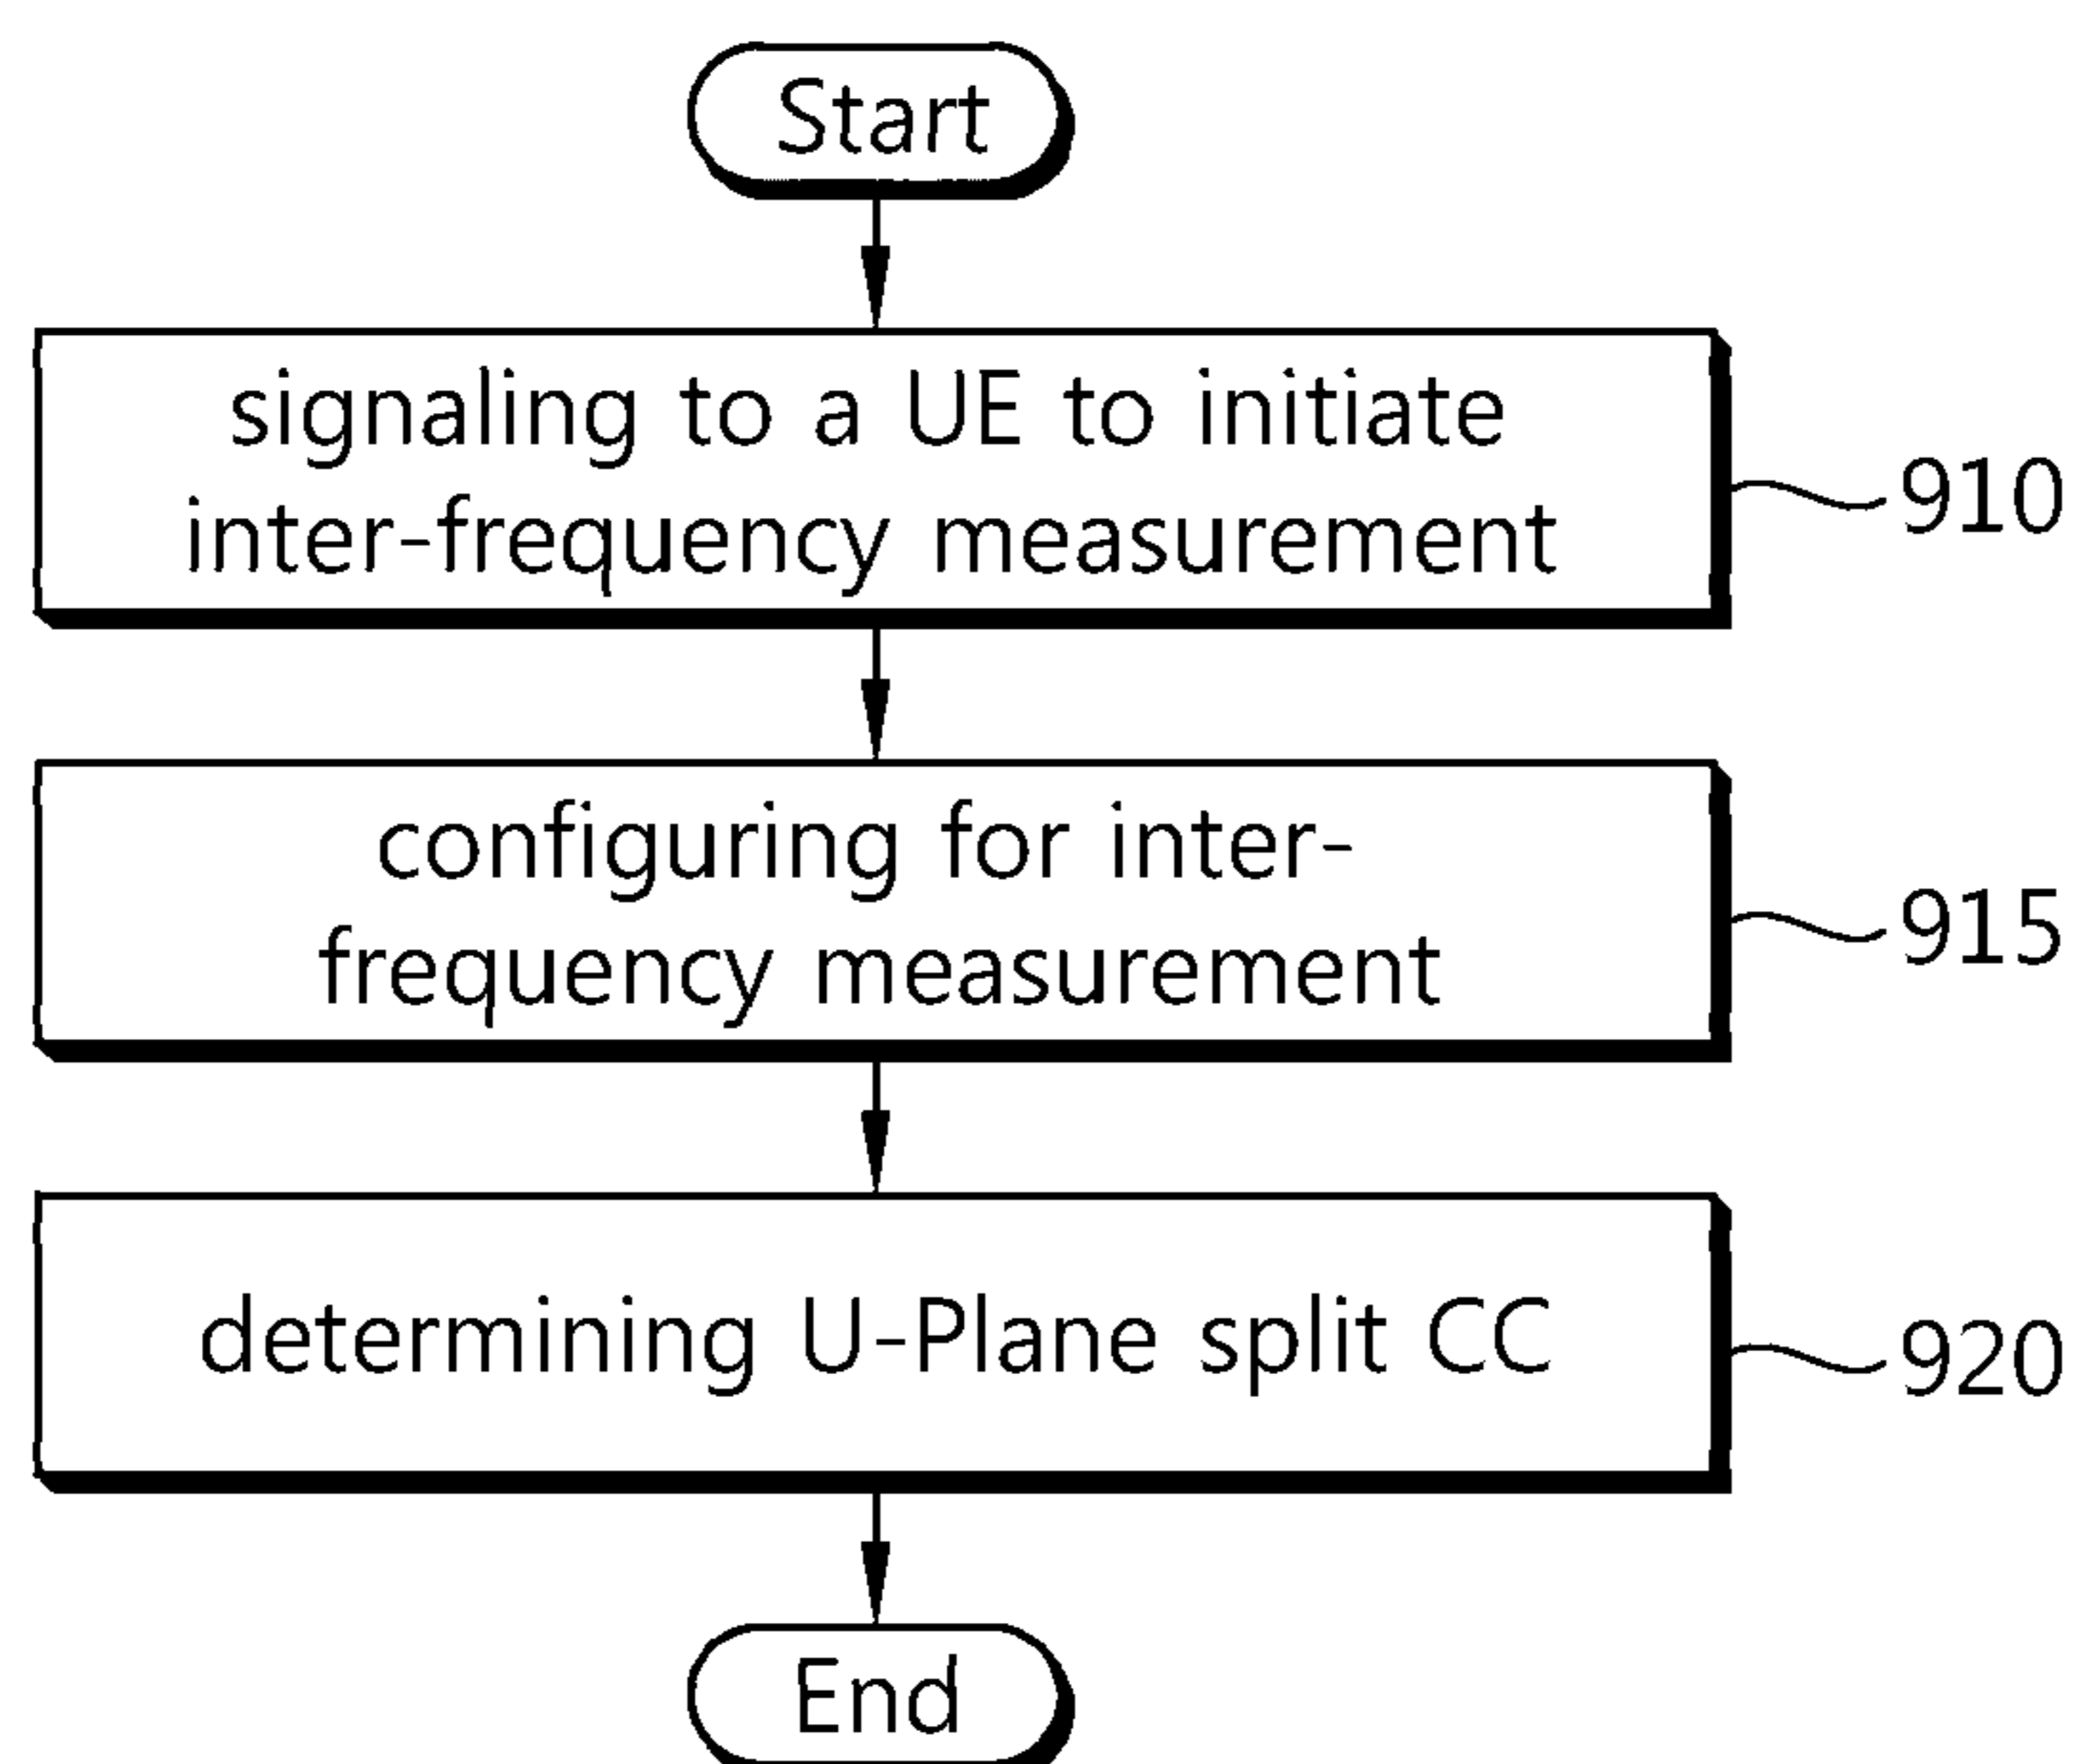 Start
signaling to a UE to initiate
inter-frequency measurement
910
configuring for inter-
frequency measurement
915
determining U-Plane split CC
920
End